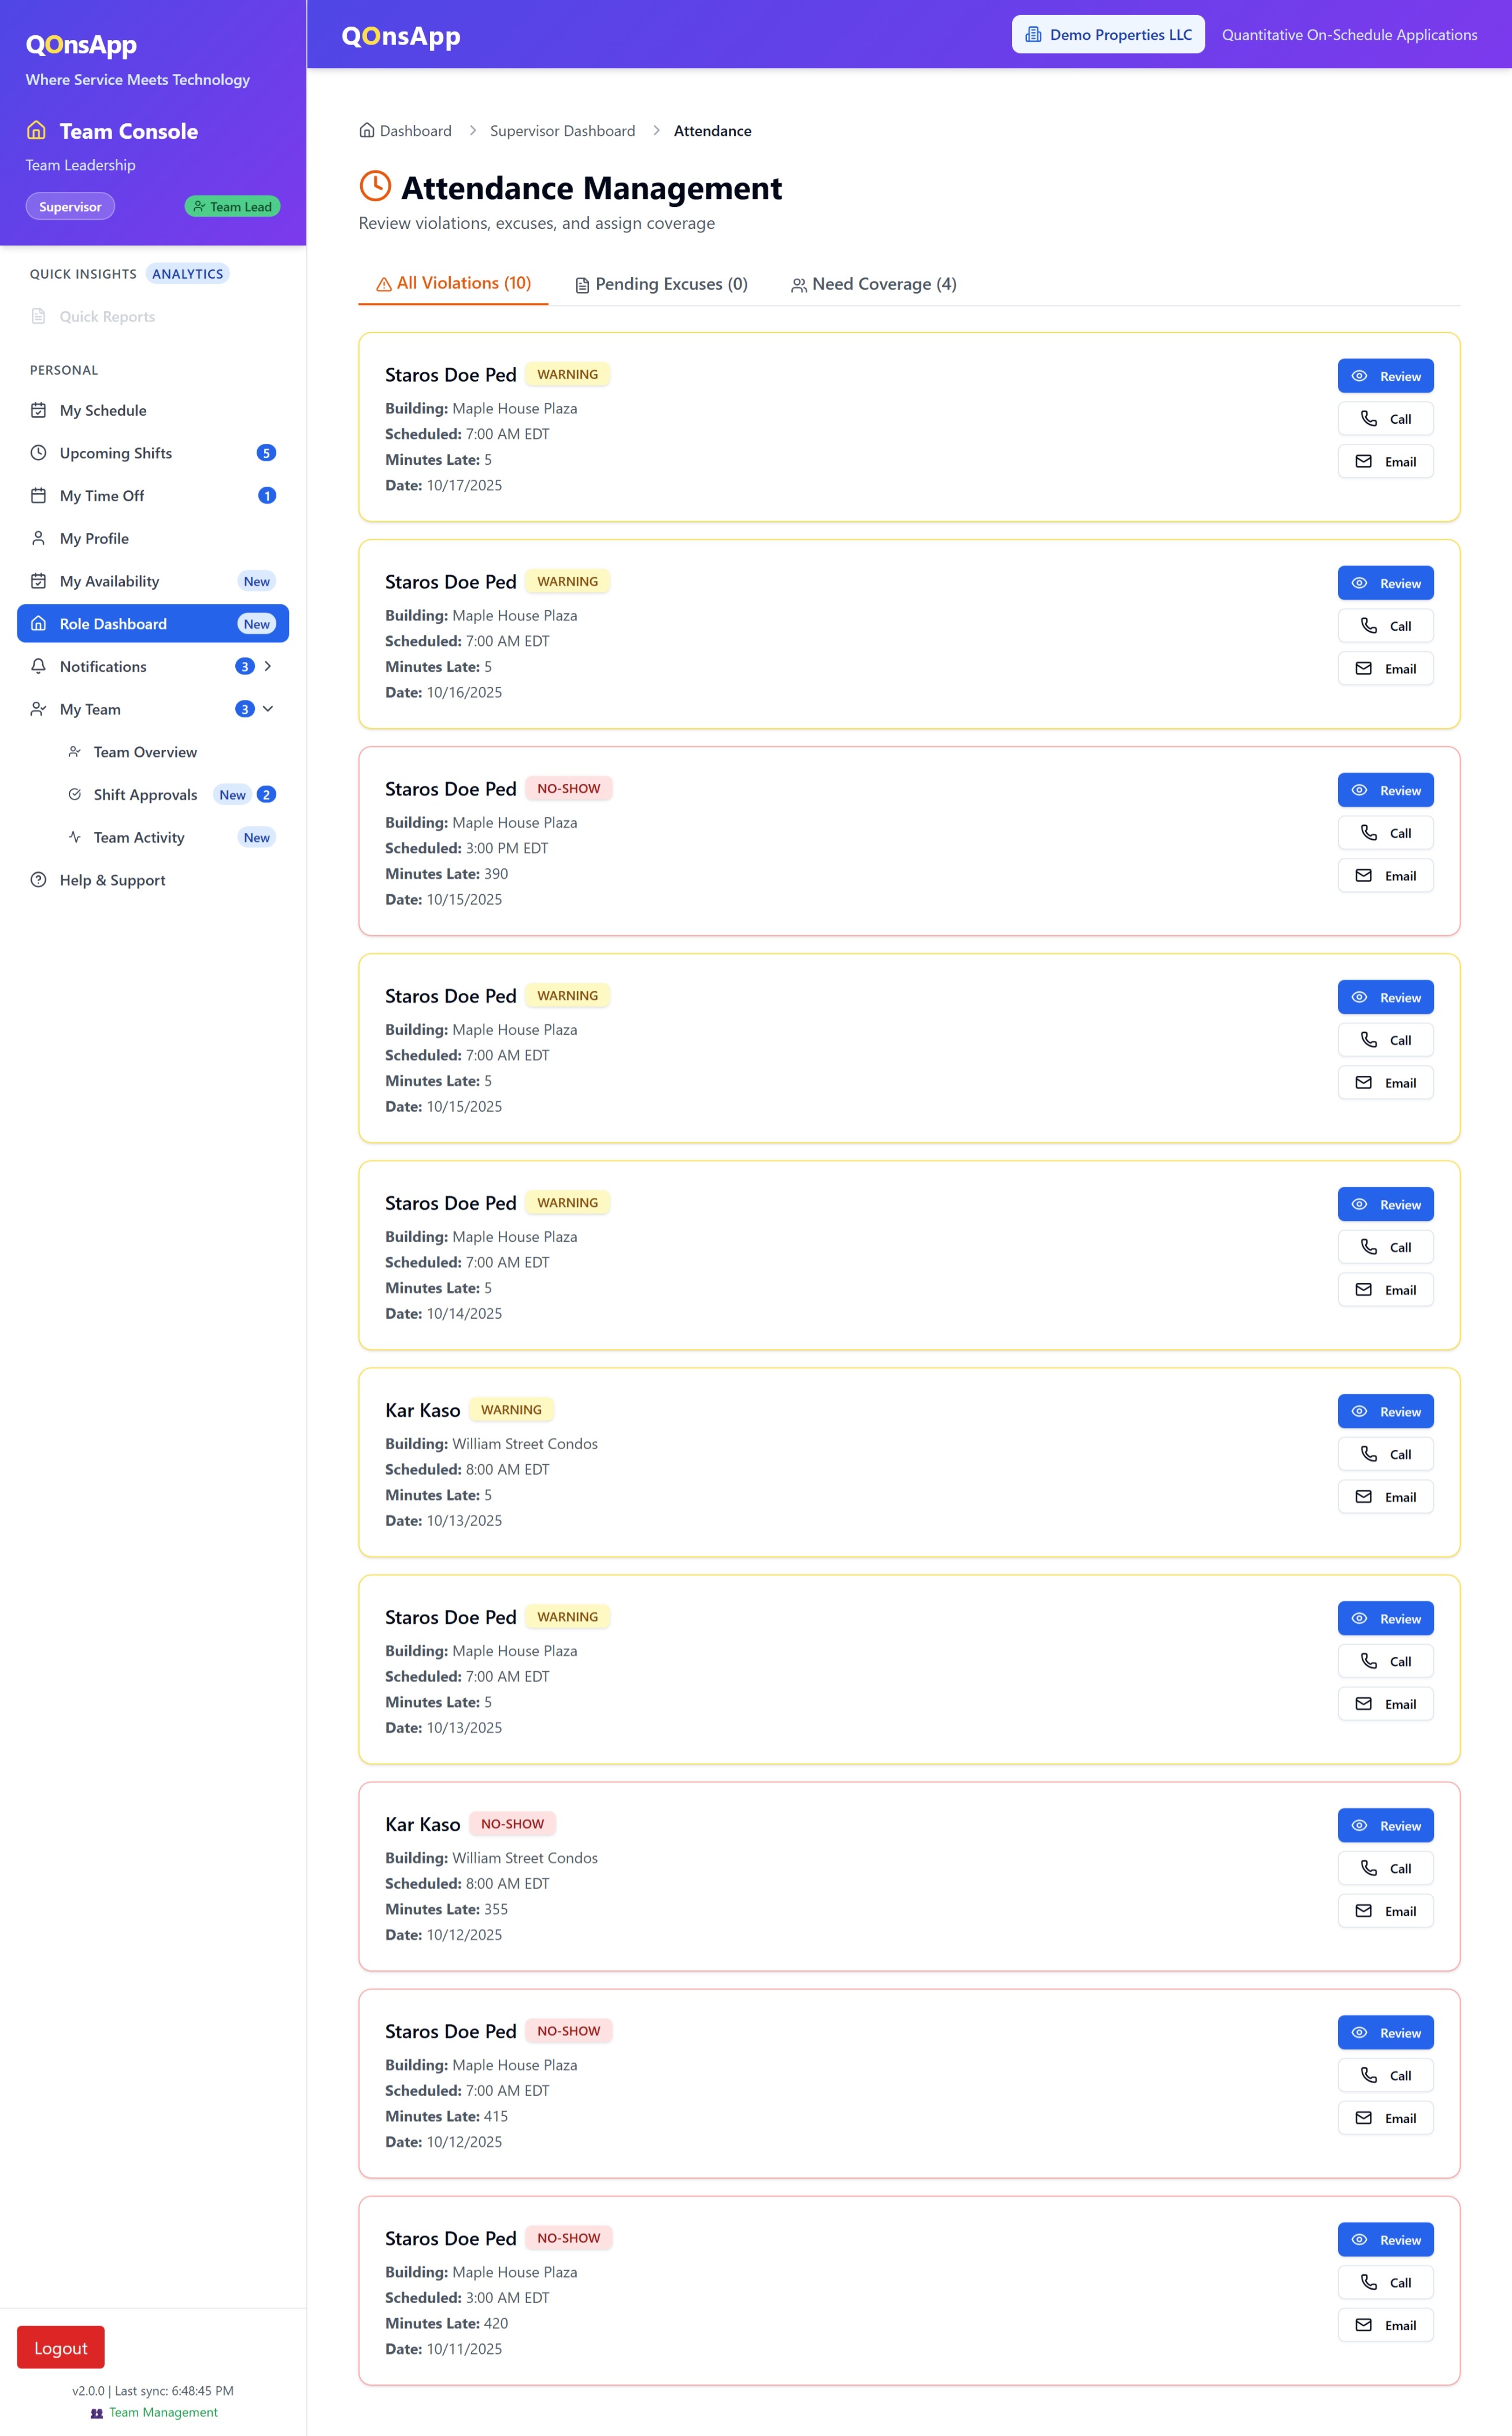 QOnsApp
Where Service Meets Technology
Team Console
Team Leadership
Supervisor
Team Lead
QUICK INSIGHTS ANALYTICS
Quick Reports
PERSONAL
My Schedule
Upcoming Shifts 5
My Time Off 1
My Profile
My Availability New
Role Dashboard New
Notifications 3
My Team 3
Team Overview
Shift Approvals New 2
Team Activity New
Help & Support
Logout
v2.0.0 | Last sync: 6:48:45 PM
Team Management
QOnsApp
Demo Properties LLC
Quantitative On-Schedule Applications
Dashboard > Supervisor Dashboard > Attendance
Attendance Management
Review violations, excuses, and assign coverage
All Violations (10)
Pending Excuses (0)
Need Coverage (4)
Staros Doe Ped WARNING
Building: Maple House Plaza
Scheduled: 7:00 AM EDT
Minutes Late: 5
Date: 10/17/2025
Review
Call
Email
Staros Doe Ped WARNING
Building: Maple House Plaza
Scheduled: 7:00 AM EDT
Minutes Late: 5
Date: 10/16/2025
Review
Call
Email
Staros Doe Ped NO-SHOW
Building: Maple House Plaza
Scheduled: 3:00 PM EDT
Minutes Late: 390
Date: 10/15/2025
Review
Call
Email
Staros Doe Ped WARNING
Building: Maple House Plaza
Scheduled: 7:00 AM EDT
Minutes Late: 5
Date: 10/15/2025
Review
Call
Email
Staros Doe Ped WARNING
Building: Maple House Plaza
Scheduled: 7:00 AM EDT
Minutes Late: 5
Date: 10/14/2025
Review
Call
Email
Kar Kaso WARNING
Building: William Street Condos
Scheduled: 8:00 AM EDT
Minutes Late: 5
Date: 10/13/2025
Review
Call
Email
Staros Doe Ped WARNING
Building: Maple House Plaza
Scheduled: 7:00 AM EDT
Minutes Late: 5
Date: 10/13/2025
Review
Call
Email
Kar Kaso NO-SHOW
Building: William Street Condos
Scheduled: 8:00 AM EDT
Minutes Late: 355
Date: 10/12/2025
Review
Call
Email
Staros Doe Ped NO-SHOW
Building: Maple House Plaza
Scheduled: 7:00 AM EDT
Minutes Late: 415
Date: 10/12/2025
Review
Call
Email
Staros Doe Ped NO-SHOW
Building: Maple House Plaza
Scheduled: 3:00 AM EDT
Minutes Late: 420
Date: 10/11/2025
Review
Call
Email